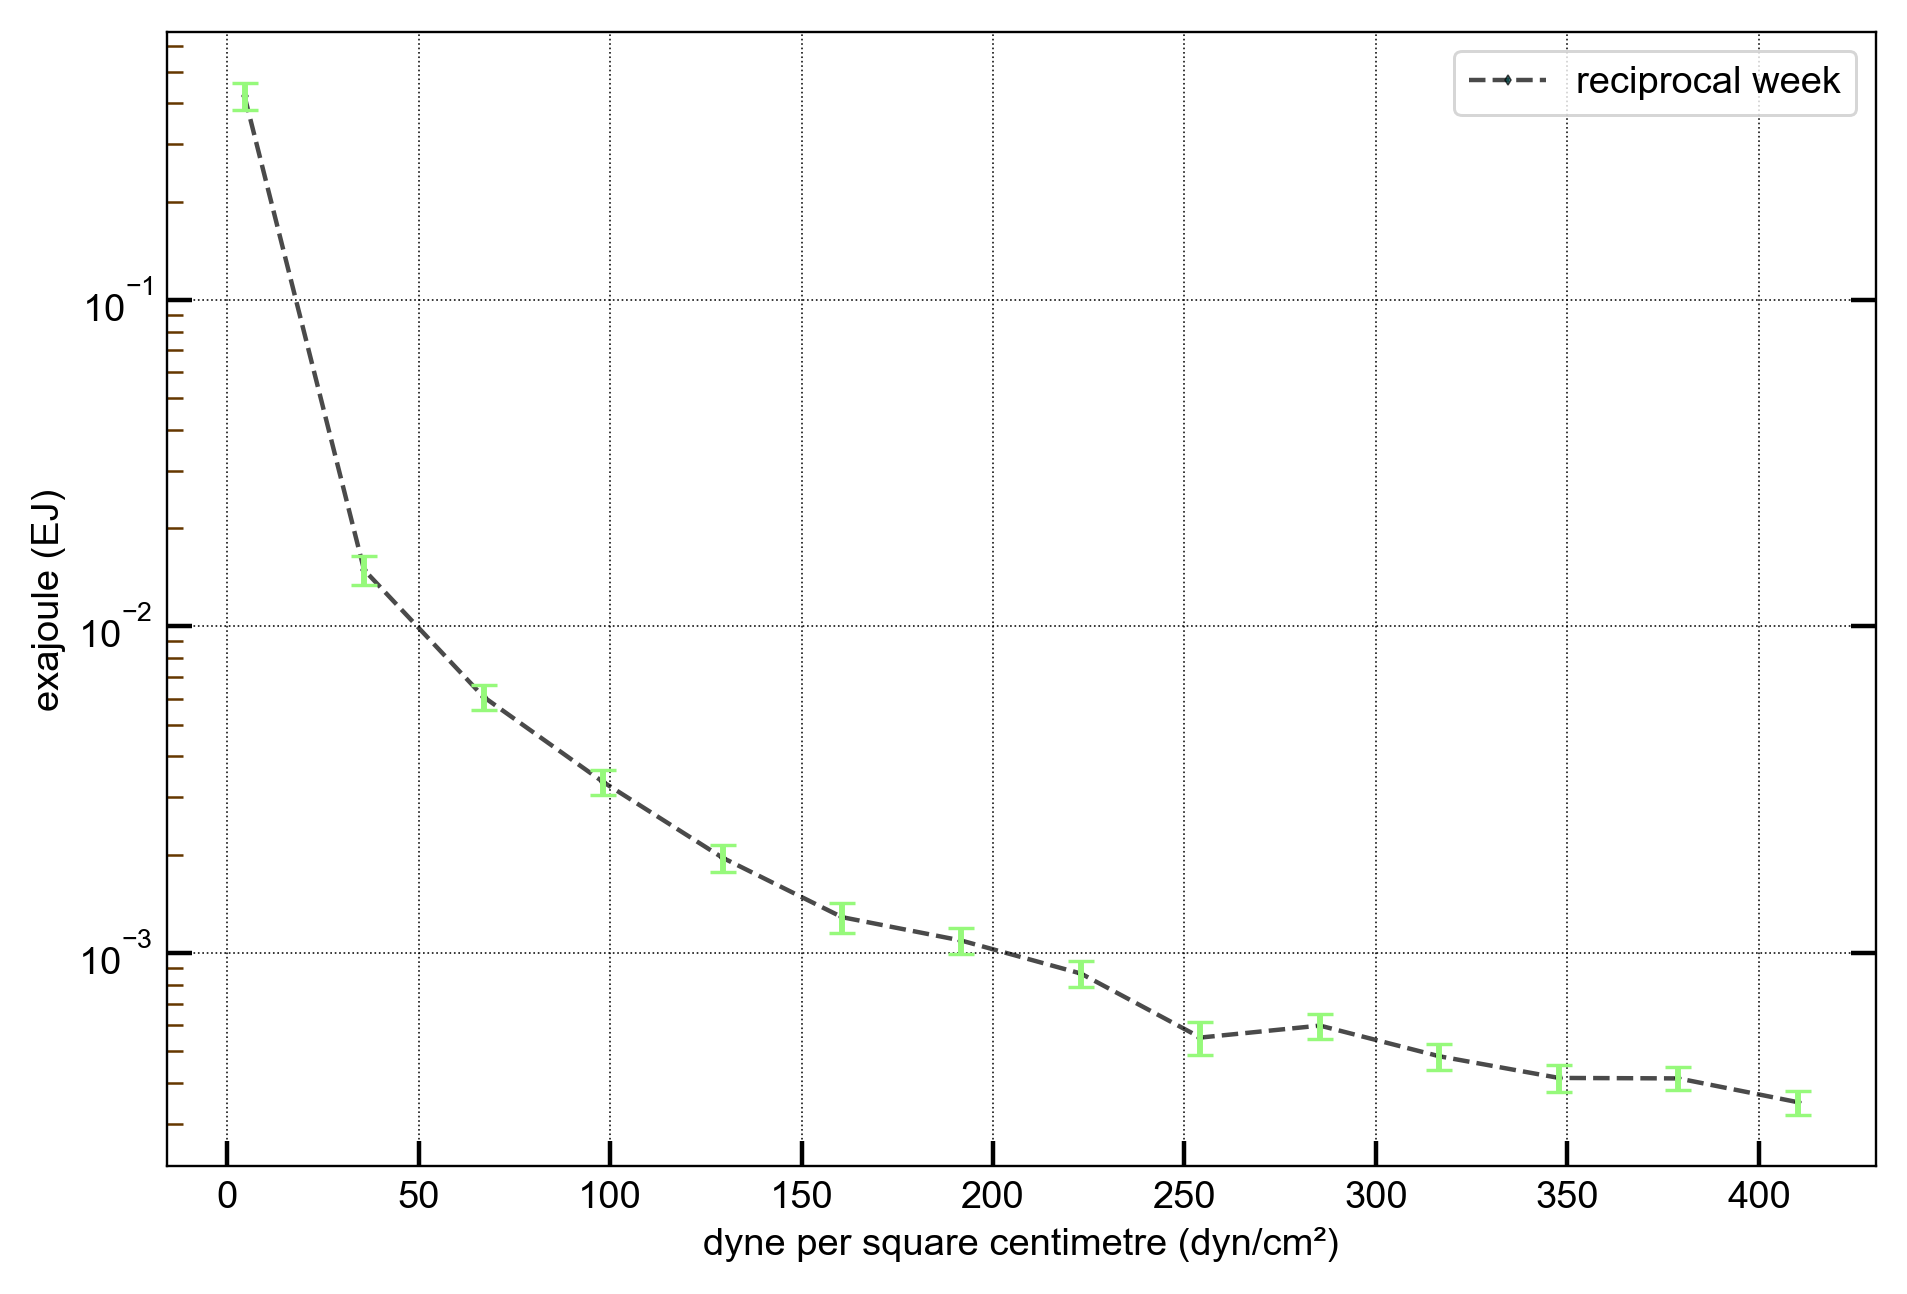 reciprocal week
exajoule (EJ)
10⁻¹
10⁻²
10⁻³
0 50 100 150 200 250 300 350 400
dyne per square centimetre (dyn/cm²)